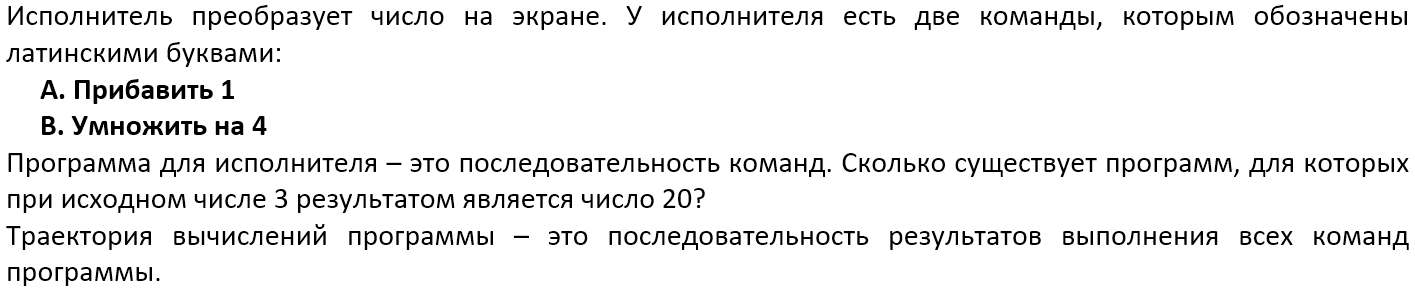 Исполнитель преобразует число на экране. У исполнителя есть две команды, которым обозначены
латинскими буквами:
A. Прибавить 1
B. Умножить на 4
Программа для исполнителя – это последовательность команд. Сколько существует программ, для которых
при исходном числе 3 результатом является число 20?
Траектория вычислений программы – это последовательность результатов выполнения всех команд
программы.